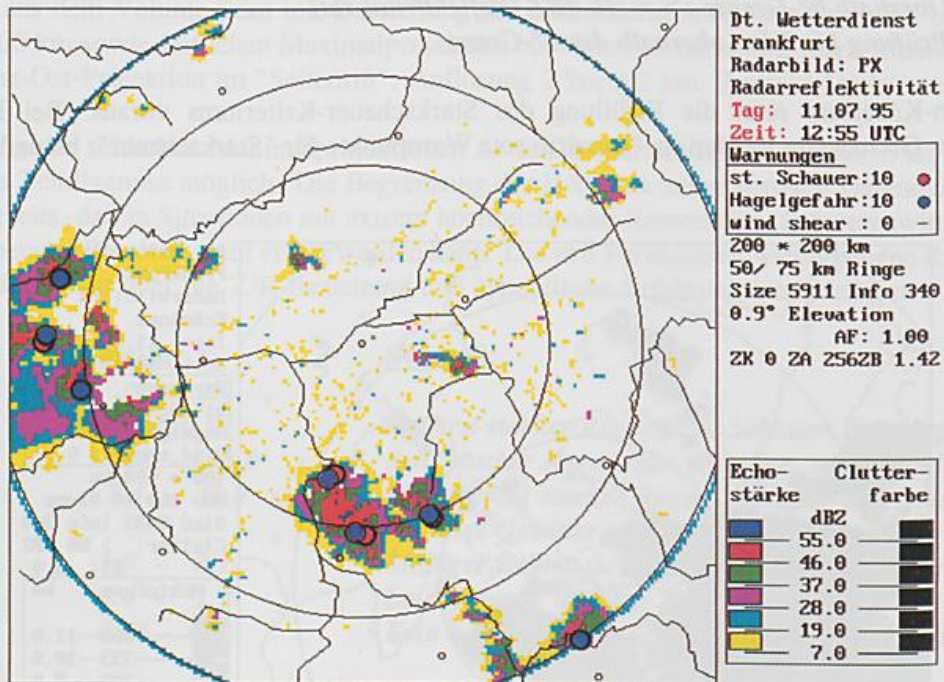 Dt. Wetterdienst
Frankfurt
Radarbild: PX
Radarreflektivität
Tag: 11.07.95
Zeit: 12:55 UTC
Warnungen
st. Schauer:10
Hagelgefahr:10
wind shear : 0 -
200 * 200 km
50/ 75 km Ringe
Size 5911 Info 340
0.9° Elevation
AF: 1.00
ZK 0 ZA 256ZB 1.42
Echo- Clutter-
stärke farbe
dBZ
55.0
46.0
37.0
28.0
19.0
7.0